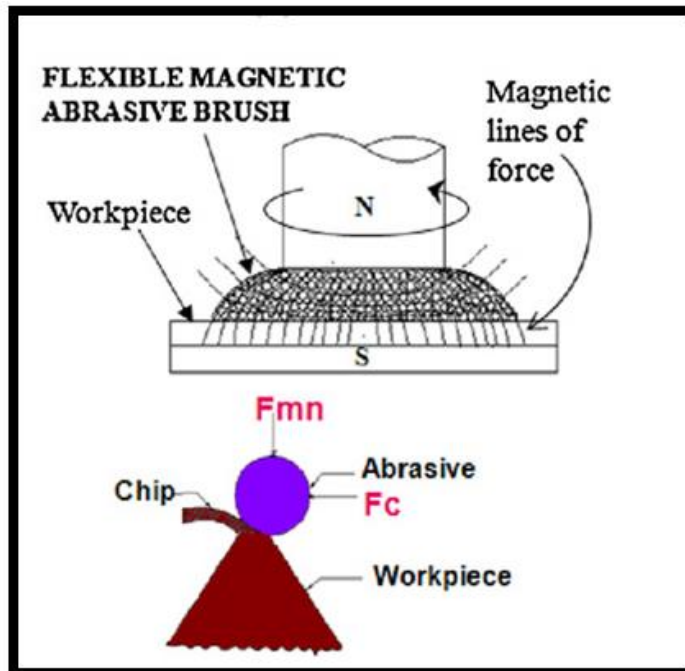 FLEXIBLE MAGNETIC
ABRASIVE BRUSH
Magnetic
lines of
force
Workpiece
N
S
Fmn
Abrasive
Chip
Fc
Workpiece